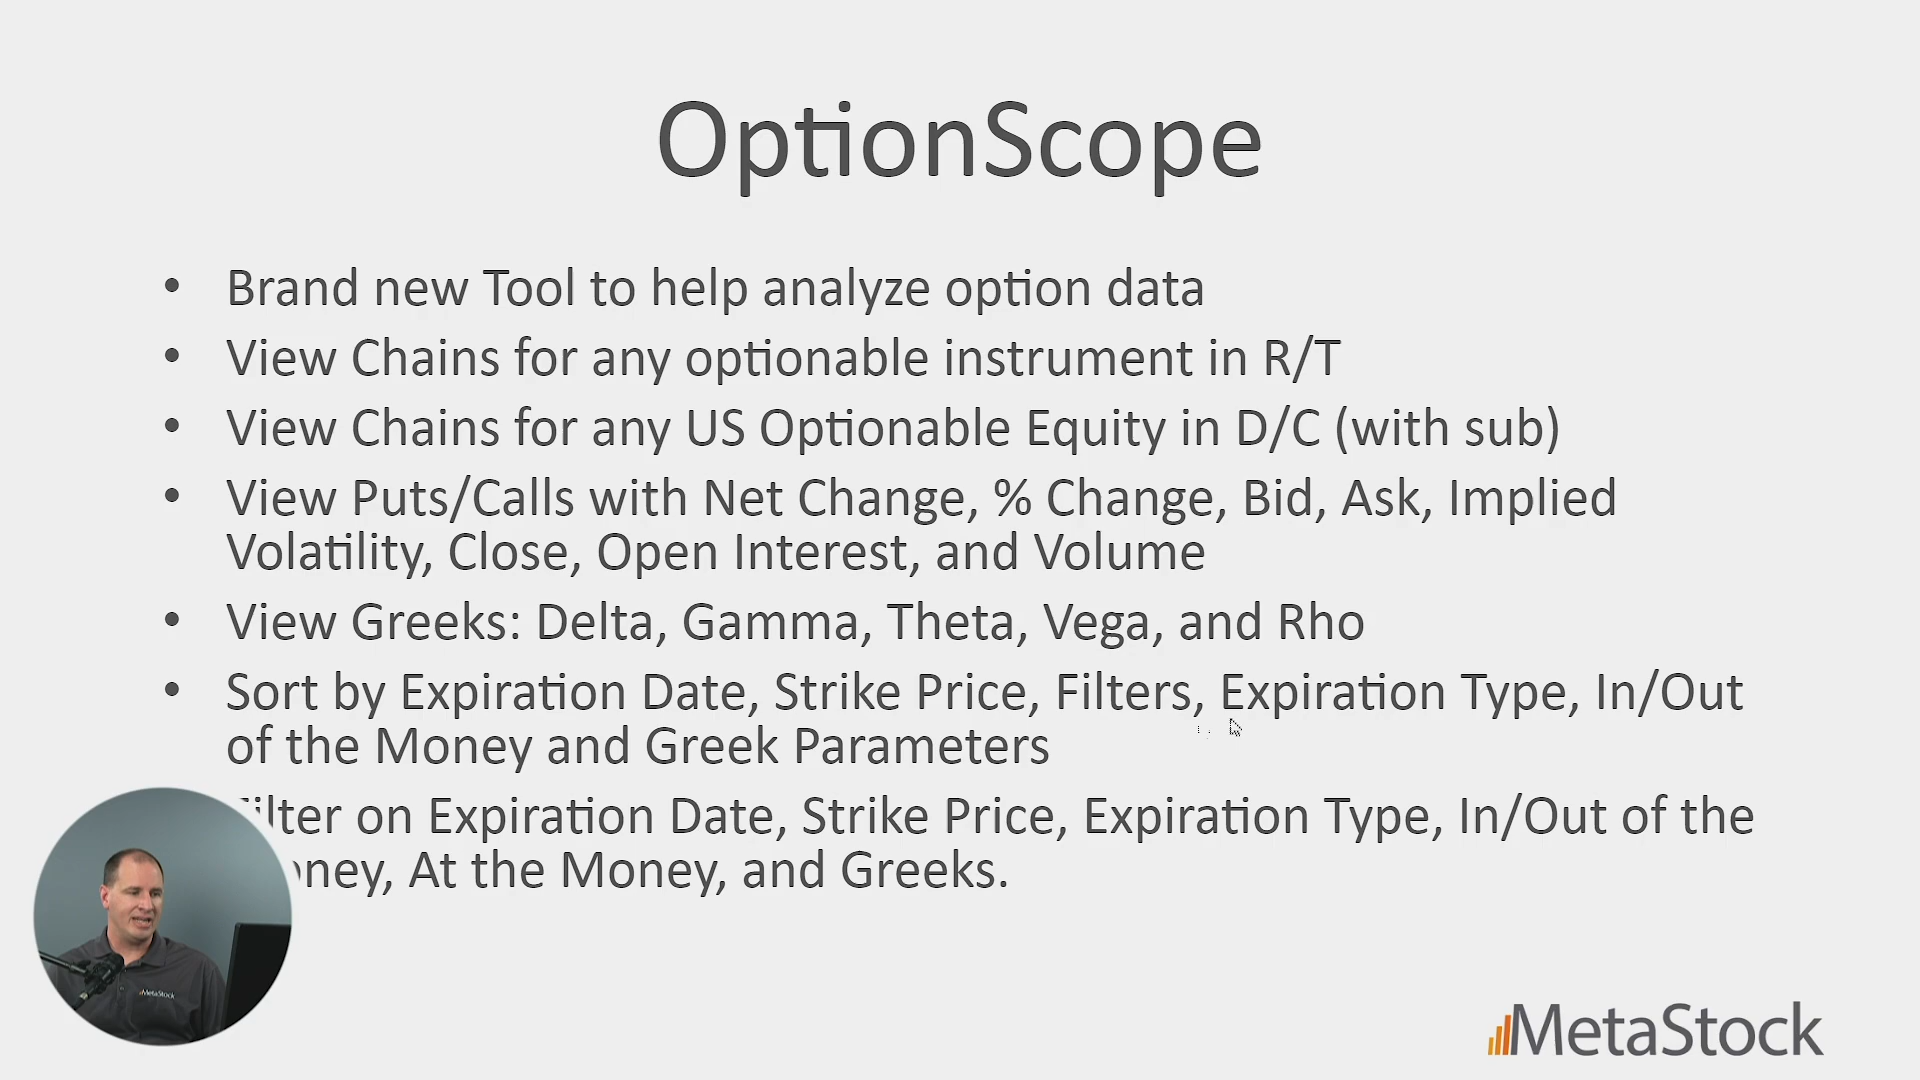 OptionScope
• Brand new Tool to help analyze option data
• View Chains for any optionable instrument in R/T
• View Chains for any US Optionable Equity in D/C (with sub)
• View Puts/Calls with Net Change, % Change, Bid, Ask, Implied
Volatility, Close, Open Interest, and Volume
• View Greeks: Delta, Gamma, Theta, Vega, and Rho
• Sort by Expiration Date, Strike Price, Filters, Expiration Type, In/Out
of the Money and Greek Parameters
on Expiration Date, Strike Price, Expiration Type, In/Out of the
At the Money, and Greeks.
MetaStock
MetaStock